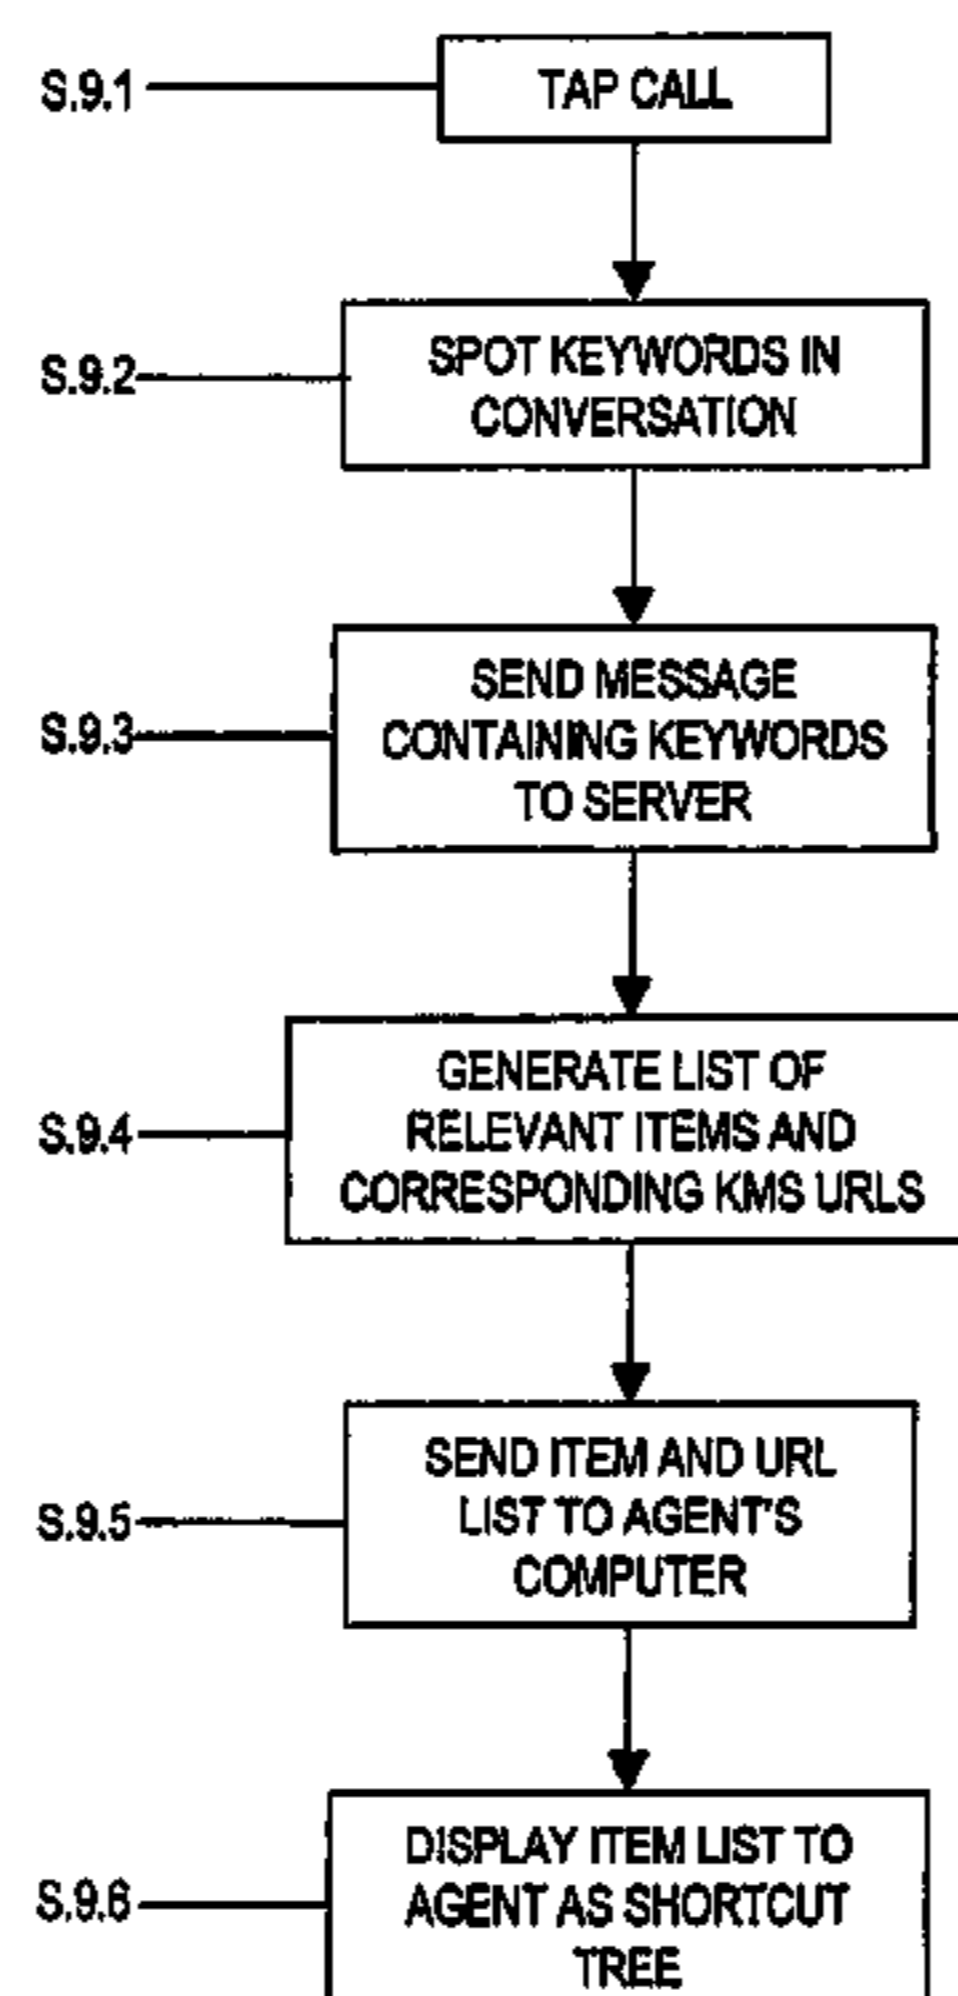 S.9.1
TAP CALL
S.9.2
SPOT KEYWORDS IN
CONVERSATION
S.9.3
SEND MESSAGE
CONTAINING KEYWORDS
TO SERVER
S.9.4
GENERATE LIST OF
RELEVANT ITEMS AND
CORRESPONDING KMS URLS
S.9.5
SEND ITEM AND URL
LIST TO AGENT'S
COMPUTER
S.9.6
DISPLAY ITEM LIST TO
AGENT AS SHORTCUT
TREE